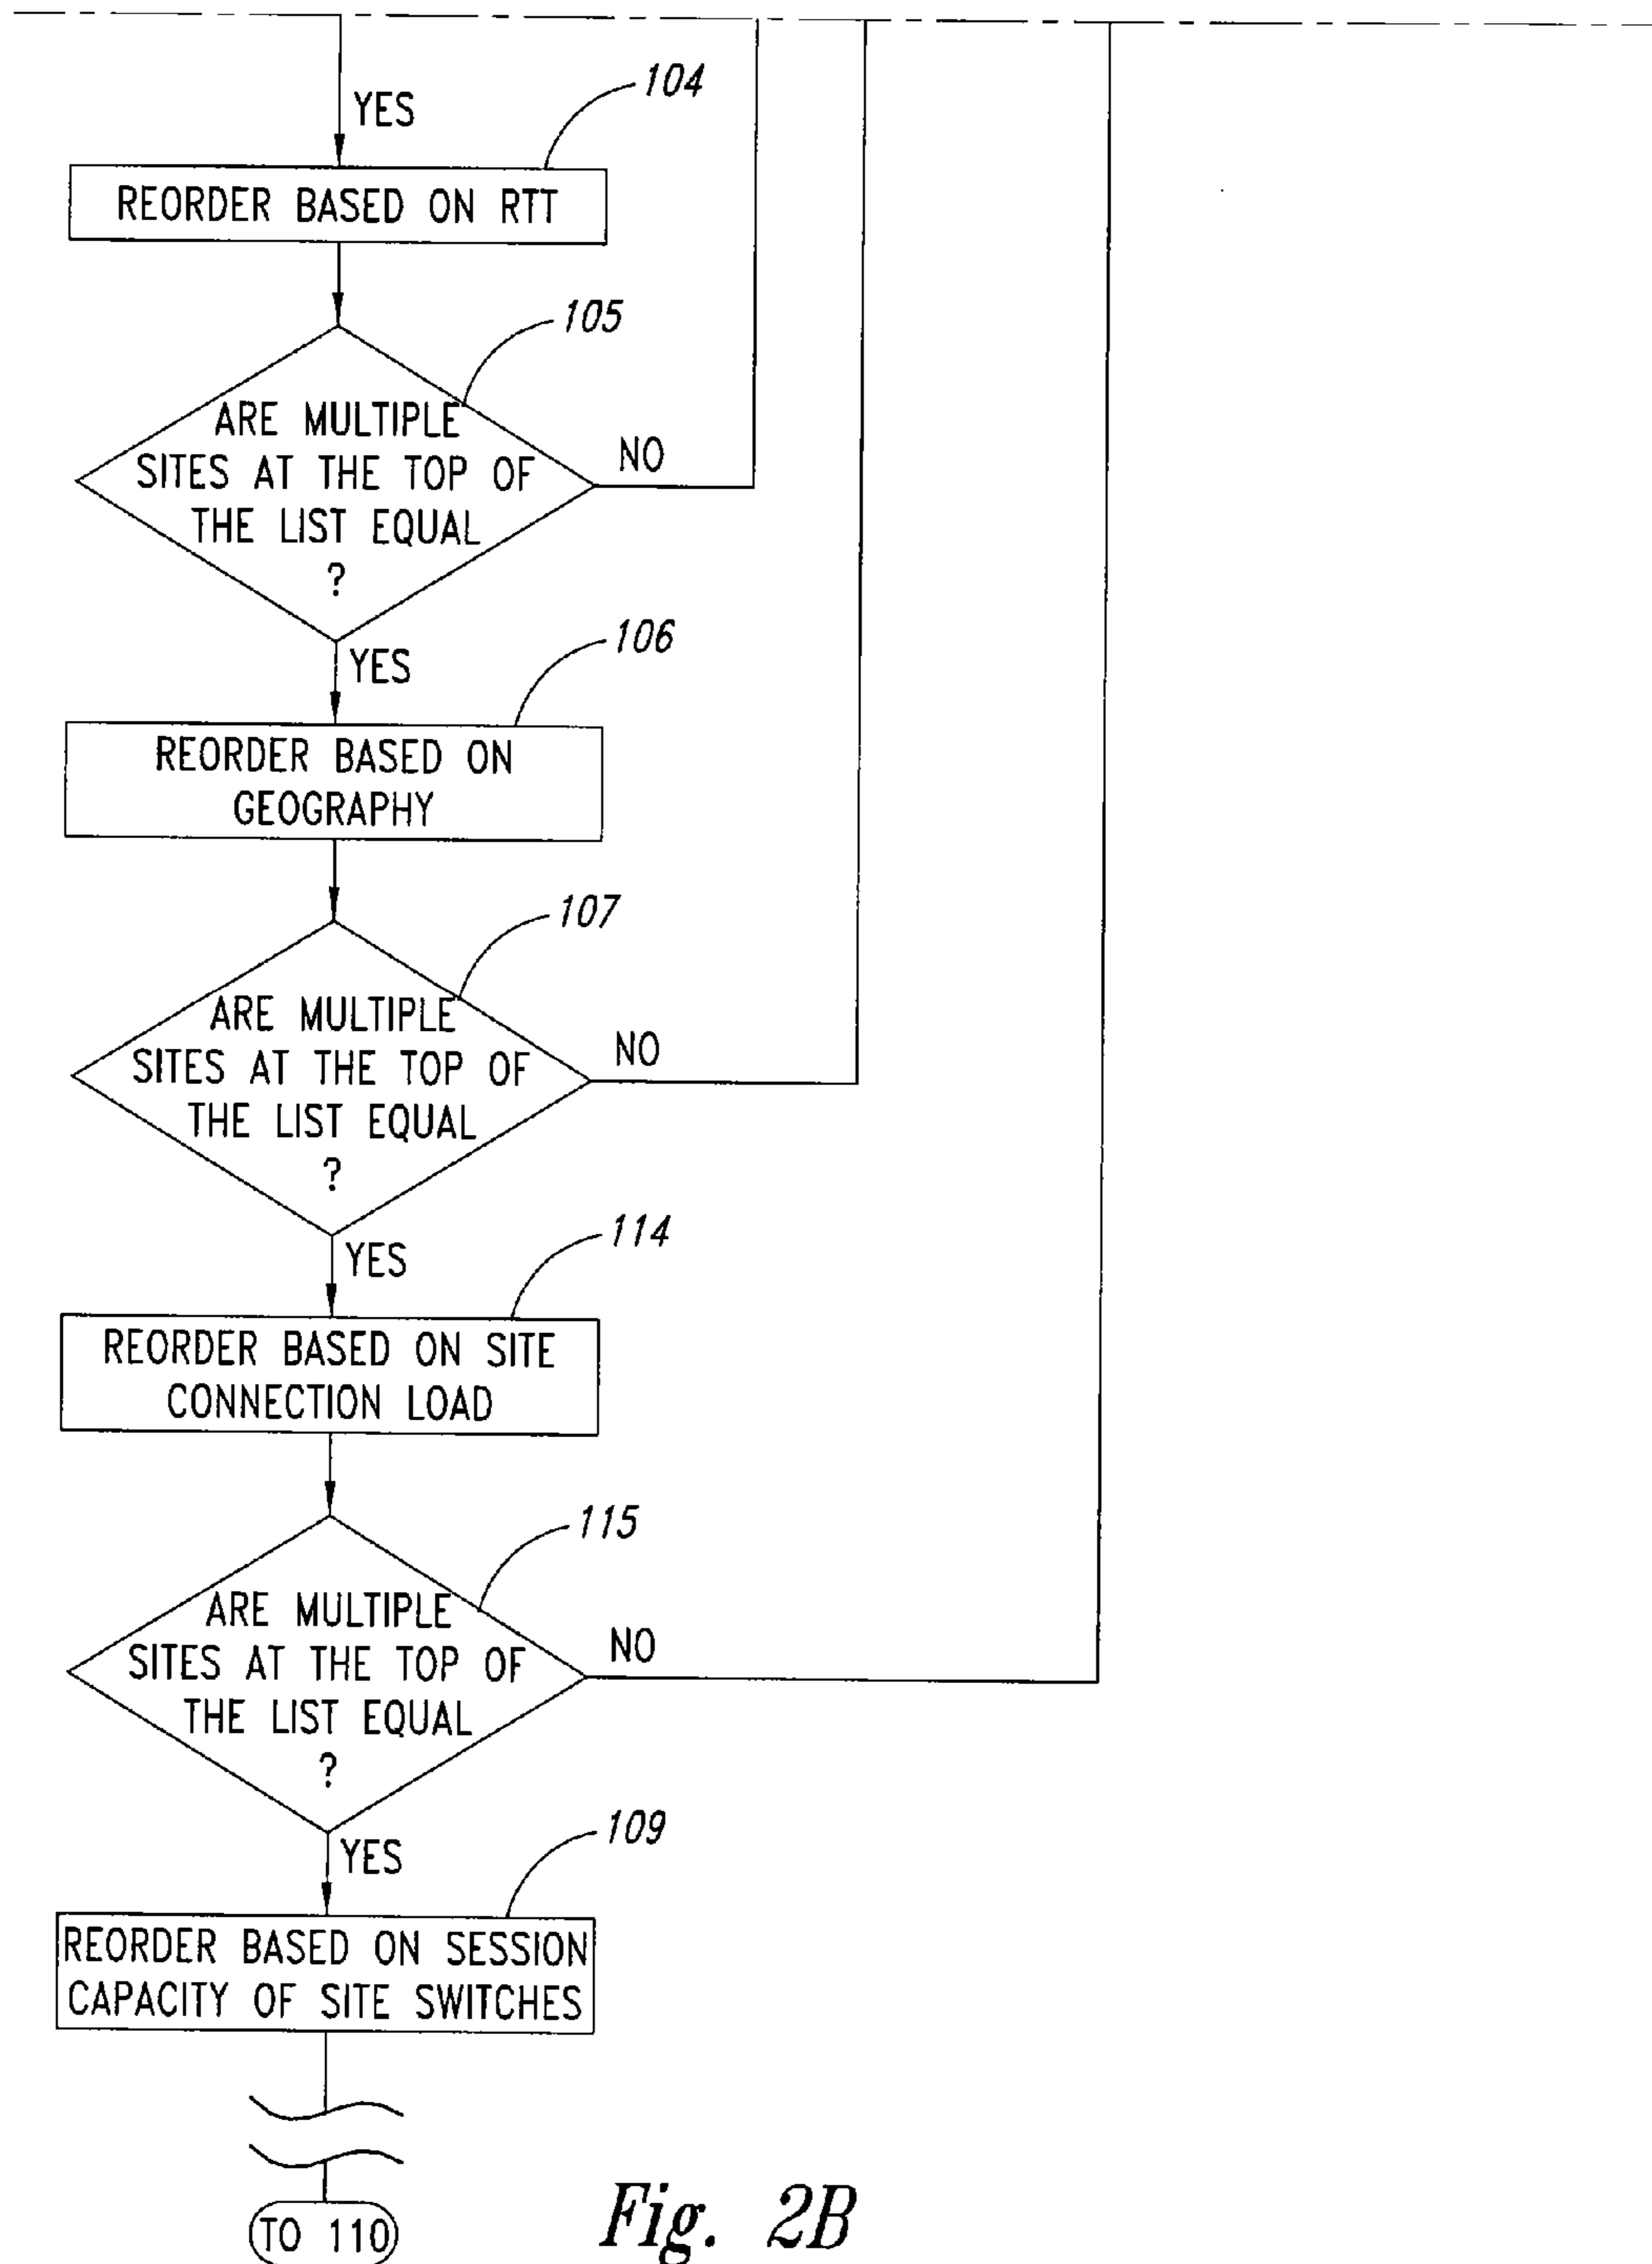 YES
104
REORDER BASED ON RTT
105
ARE MULTIPLE
SITES AT THE TOP OF
THE LIST EQUAL
?
NO
YES
106
REORDER BASED ON
GEOGRAPHY
107
ARE MULTIPLE
SITES AT THE TOP OF
THE LIST EQUAL
?
NO
YES
114
REORDER BASED ON SITE
CONNECTION LOAD
115
ARE MULTIPLE
SITES AT THE TOP OF
THE LIST EQUAL
?
NO
YES
109
REORDER BASED ON SESSION
CAPACITY OF SITE SWITCHES
TO 110
Fig. 2B